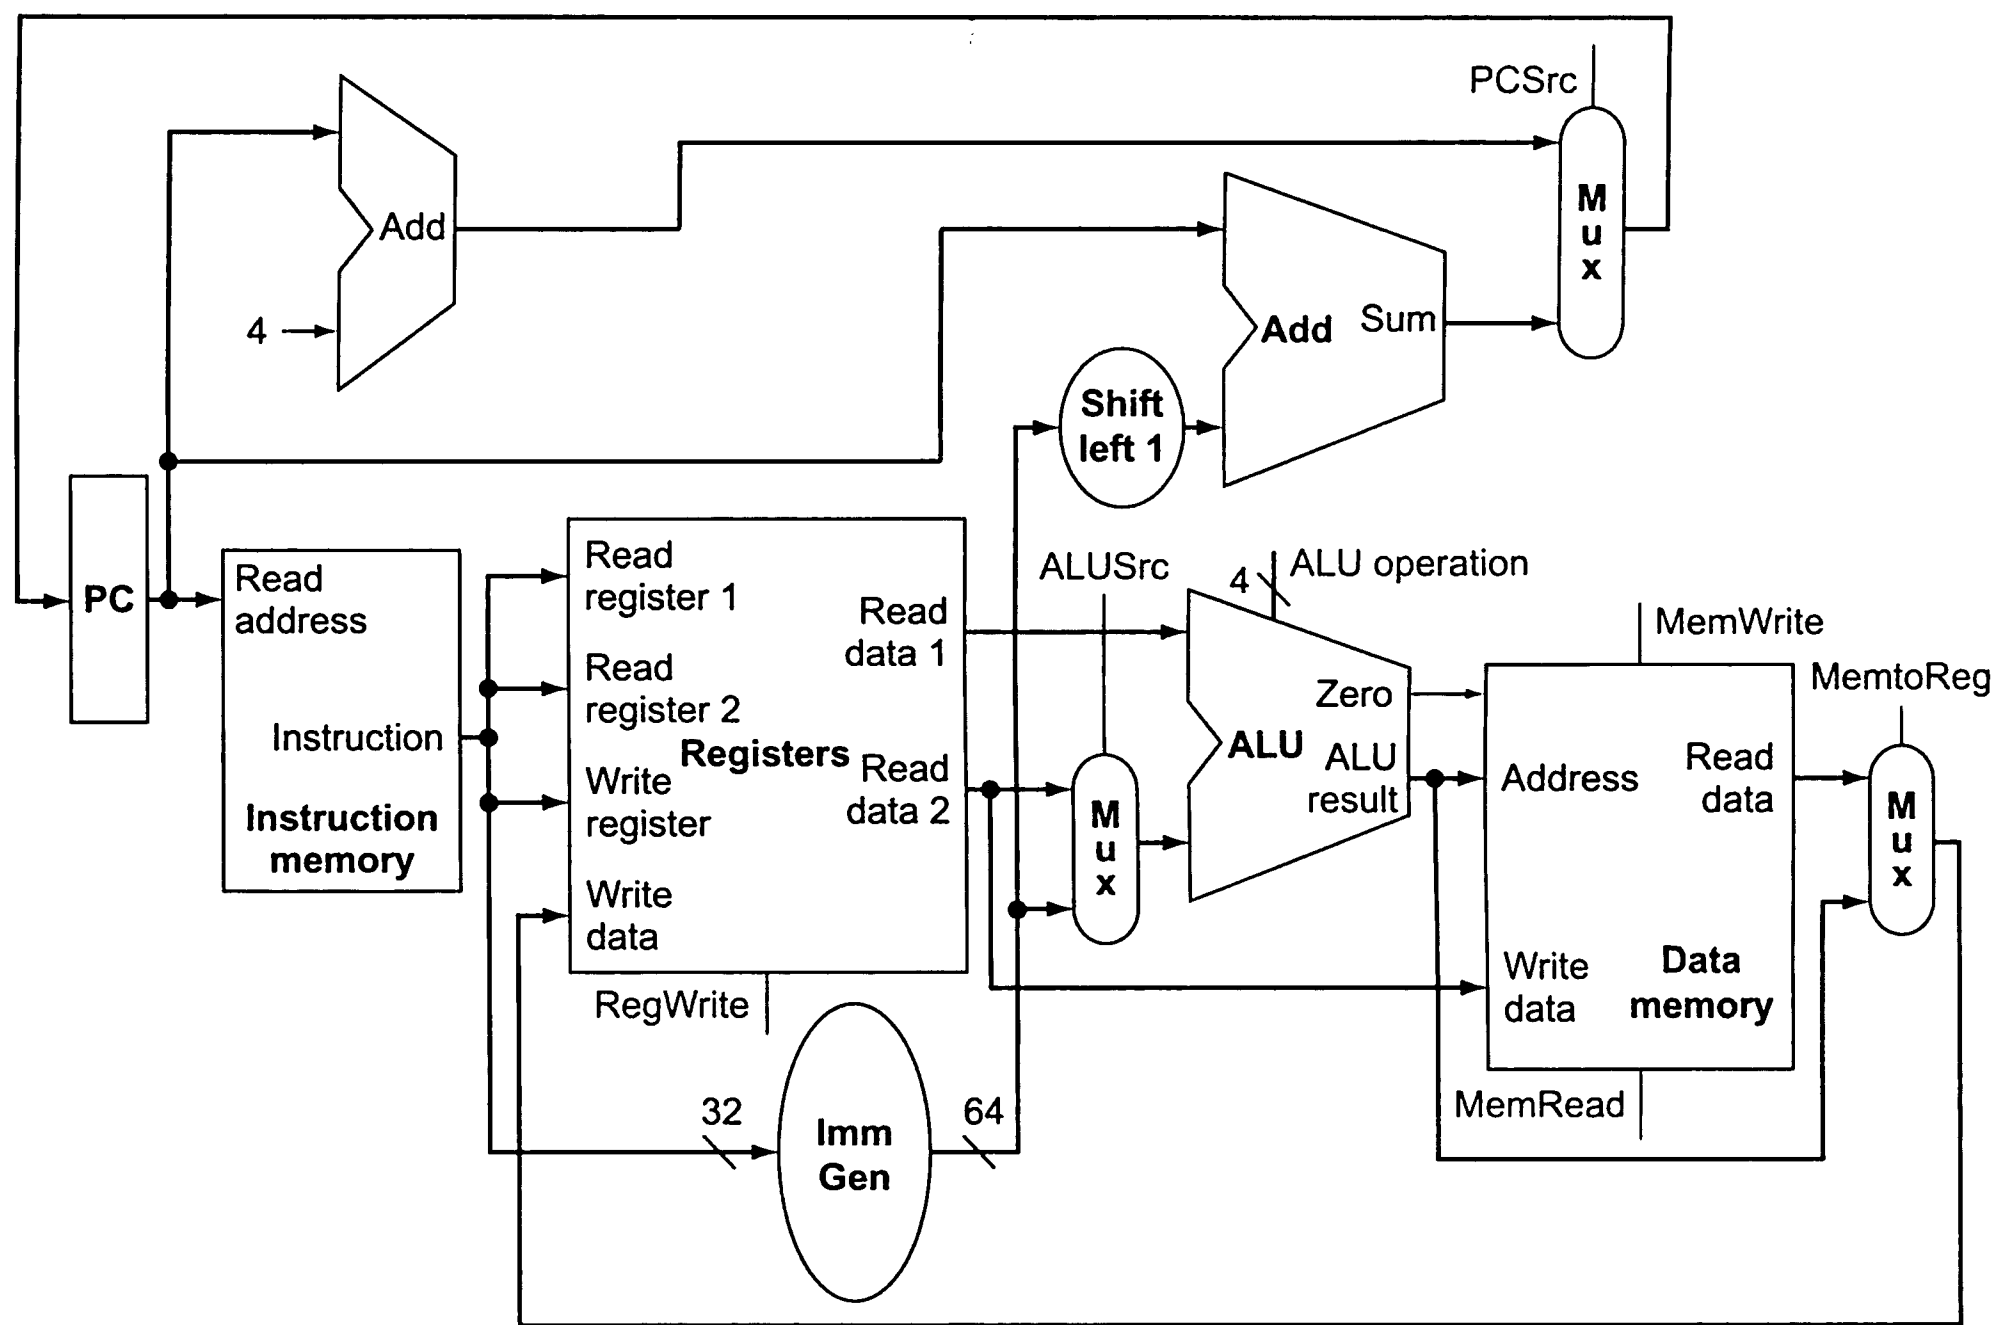 PCSrc
M
u
x
Add
4
Add
Sum
Shift
left 1
PC
Read
address
Instruction
Instruction
memory
Read
register 1
Read
register 2
Write
register
Write
data
Registers
Read
data 1
Read
data 2
RegWrite
ALUSrc
M
u
x
4
ALU operation
Zero
ALU
ALU
result
MemWrite
Address
Read
data
Write
data
Data
memory
MemRead
MemtoReg
M
u
x
32
Imm
Gen
64